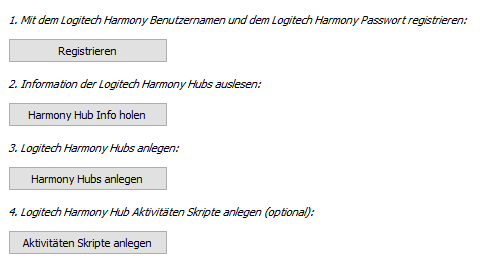 1. Mit dem Logitech Harmony Benutzernamen und dem Logitech Harmony Passwort registrieren:
Registrieren
2. Information der Logitech Harmony Hubs auslesen:
Harmony Hub Info holen
3. Logitech Harmony Hubs anlegen:
Harmony Hubs anlegen
4. Logitech Harmony Hub Aktivitäten Skripte anlegen (optional):
Aktivitäten Skripte anlegen